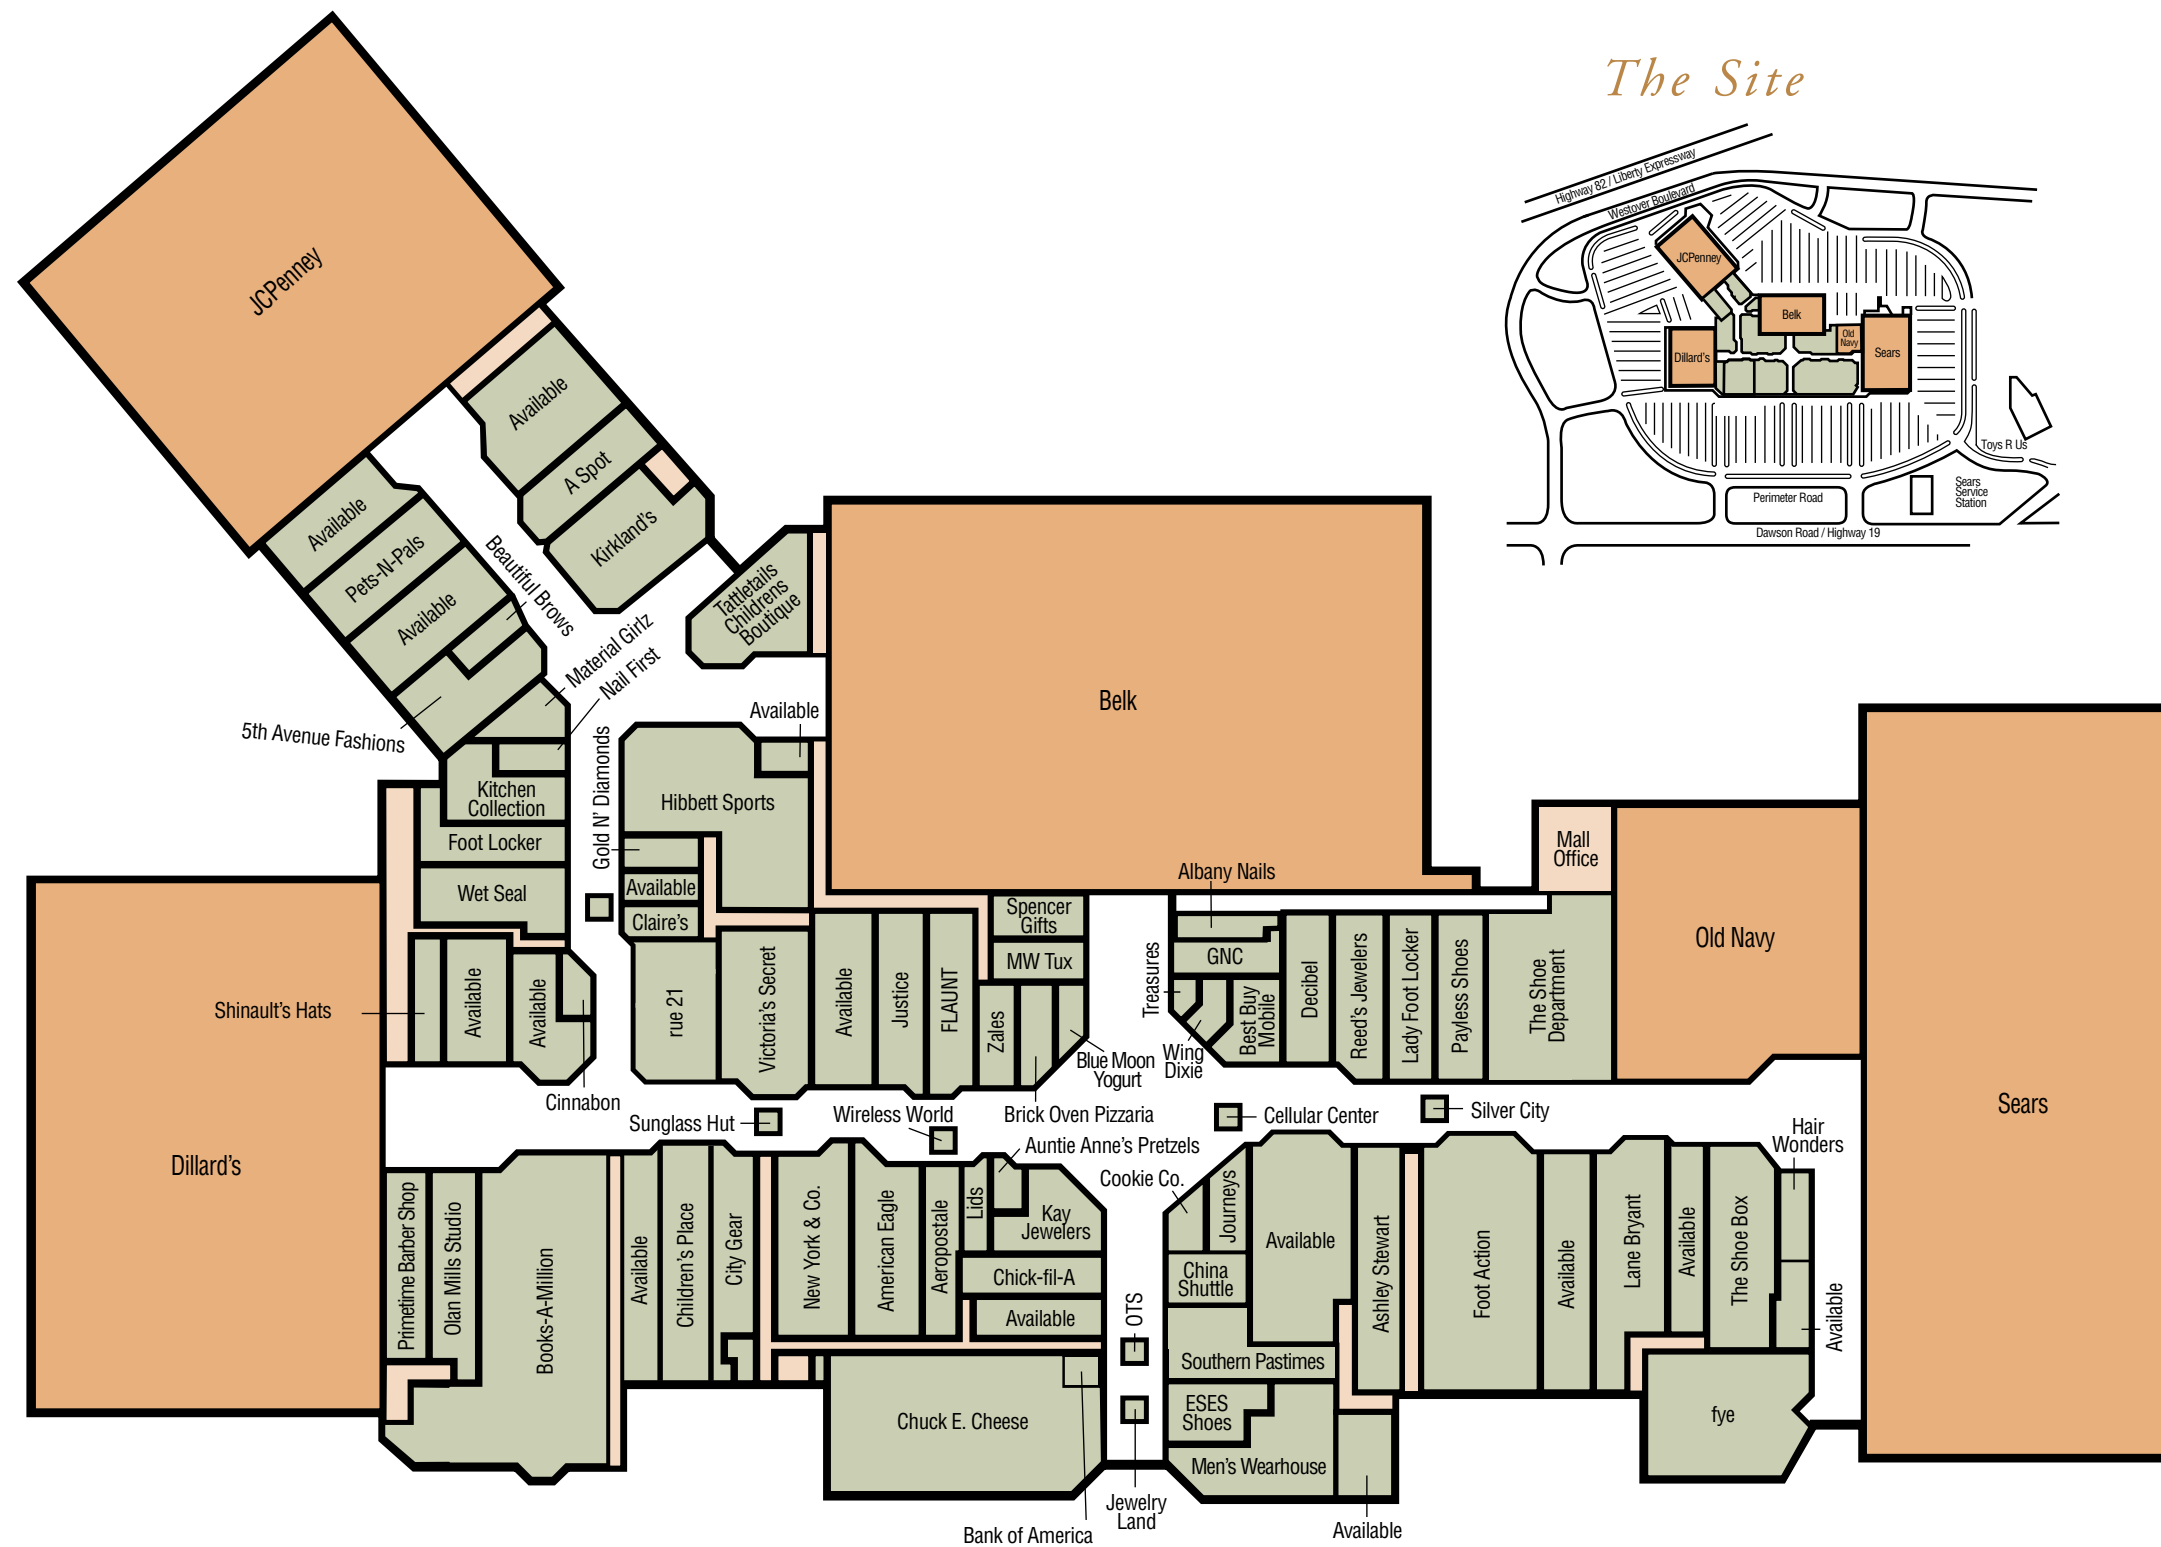 The Site
Highway 82 / Liberty Expressway
Westover Boulevard
JCPenney
Belk
Old
Navy
Dillard's
Sears
Toys R Us
Sears
Service
Station
Perimeter Road
Dawson Road / Highway 19
JCPenney
Available
A Spot
Kirkland's
Available
Pets-N-Pals
Available
Beautiful Brows
Material Girlz
Nail First
5th Avenue Fashions
Tattletails
Childrens
Boutique
Belk
Available
Gold N' Diamonds
Hibbett Sports
Kitchen
Collection
Foot Locker
Wet Seal
Available
Claire's
Shinault's Hats
Available
Available
Cinnabon
rue 21
Victoria's Secret
Available
Justice
FLAUNT
Spencer
Gifts
MW Tux
Zales
Blue Moon
Yogurt
Brick Oven Pizzaria
Albany Nails
GNC
Treasures
Wing
Dixie
Best Buy
Mobile
Decibel
Reed's Jewelers
Lady Foot Locker
Payless Shoes
The Shoe
Department
Mall
Office
Old Navy
Sears
Dillard's
Sunglass Hut
Wireless World
Auntie Anne's Pretzels
Cookie Co.
Cellular Center
Silver City
Hair
Wonders
Primetime Barber Shop
Olan Mills Studio
Books-A-Million
Available
Children's Place
City Gear
New York & Co.
American Eagle
Aeropostale
Lids
Kay
Jewelers
Chick-fil-A
Available
Chuck E. Cheese
Bank of America
OTS
Jewelry
Land
Journeys
China
Shuttle
Available
Southern Pastimes
ESES
Shoes
Men's Wearhouse
Available
Ashley Stewart
Foot Action
Available
Lane Bryant
Available
The Shoe Box
Available
fye